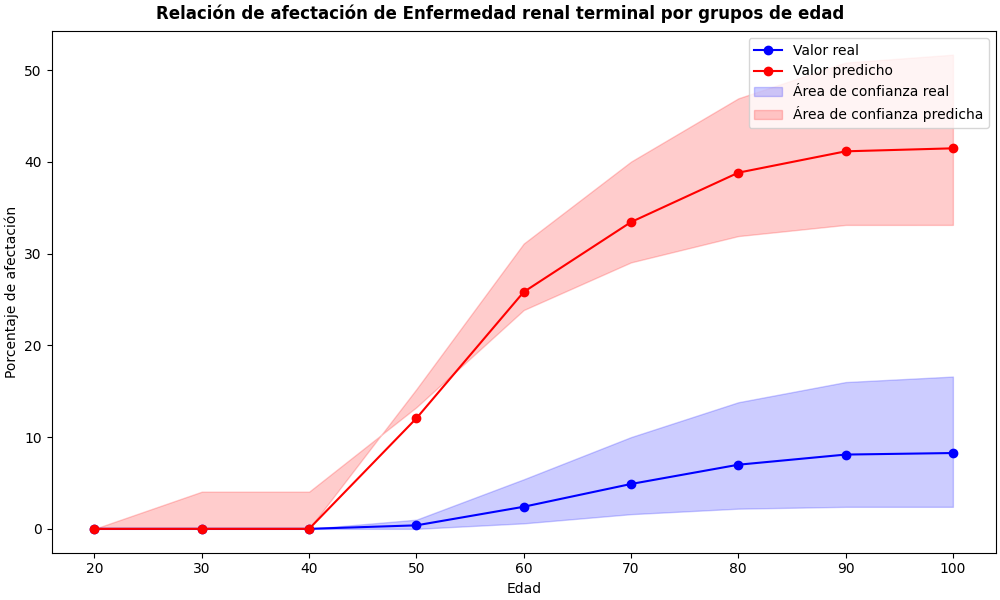 Relación de afectación de Enfermedad renal terminal por grupos de edad
Valor real
Valor predicho
Área de confianza real
Área de confianza predicha
Porcentaje de afectación
50
40
30
20
10
0
20 30 40 50 60 70 80 90 100
Edad